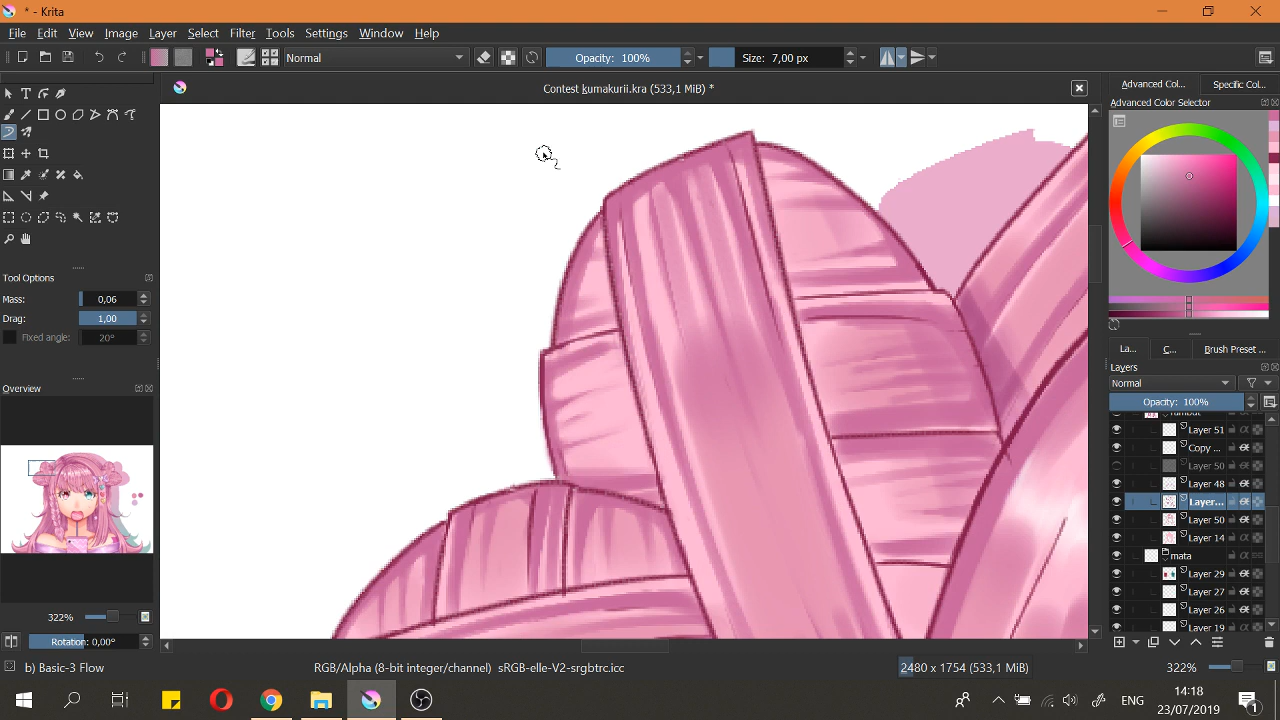 * - Krita
File Edit View Image Layer Select Filter Tools Settings Window Help
Normal Opacity: 100% Size: 7,00 px
Contest kumakurii.kra (533,1 MiB) *
Advanced Col... Specific Col...
Advanced Color Selector
Tool Options
Mass: 0,06
Drag: 1,00
Fixed angle: 20°
La... C... Brush Preset ...
Layers
Normal
Opacity: 100%
Overview
Layer 51
Copy ...
Layer 50
Layer 48
Layer...
Layer 50
Layer 14
mata
Layer 29
Layer 27
Layer 26
Layer 19
322%
Rotation: 0,00°
b) Basic-3 Flow RGB/Alpha (8-bit integer/channel) sRGB-elle-V2-srgbtrc.icc 2480 x 1754 (533,1 MiB) 322%
ENG 14:18
23/07/2019
1